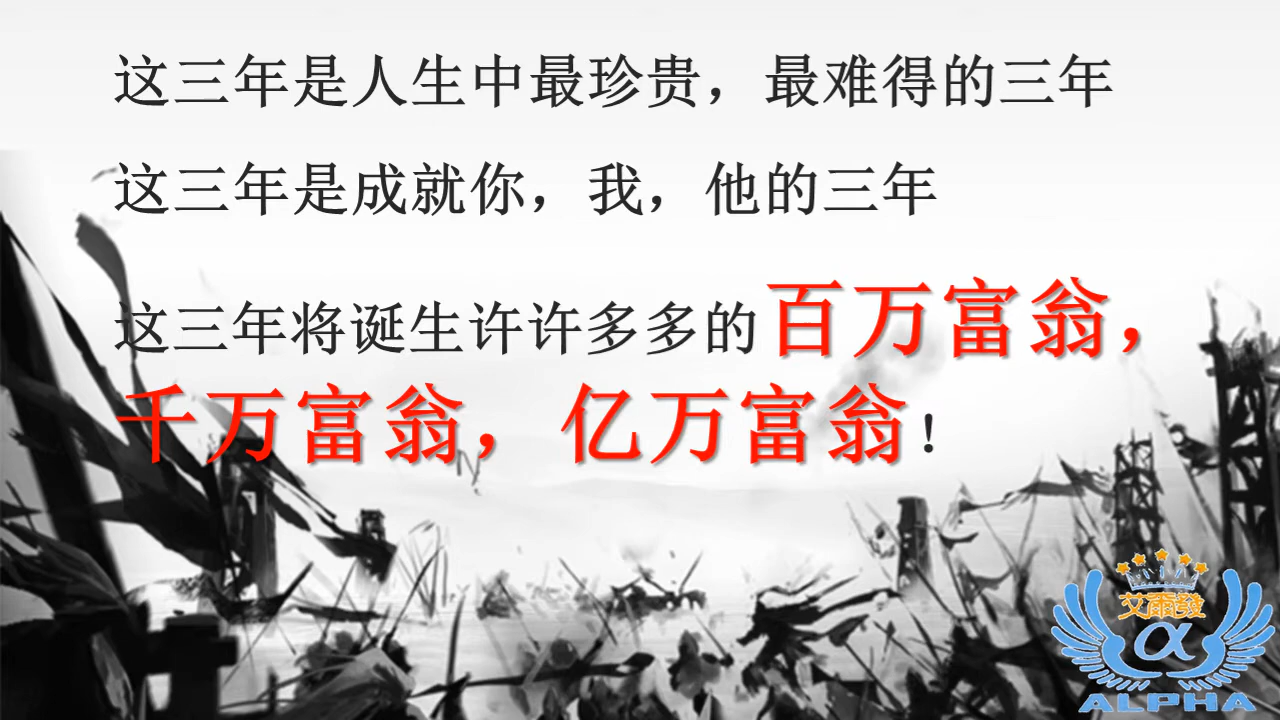 这三年是人生中最珍贵，最难得的三年
这三年是成就你，我，他的三年
这三年将诞生许许多多的百万富翁，
千万富翁，亿万富翁！
艾爾發
α
ALPHA